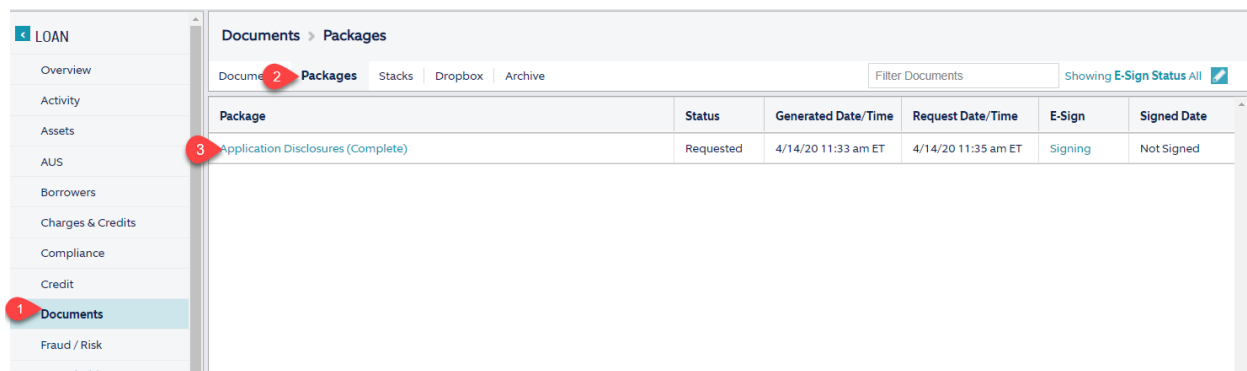 LOAN
Overview
Activity
Assets
AUS
Borrowers
Charges & Credits
Compliance
Credit
1 Documents
Fraud / Risk
Documents > Packages
2 Packages Stacks Dropbox Archive Filter Documents Showing E-Sign Status All
Package Status Generated Date/Time Request Date/Time E-Sign Signed Date
3 Application Disclosures (Complete) Requested 4/14/20 11:33 am ET 4/14/20 11:35 am ET Signing Not Signed